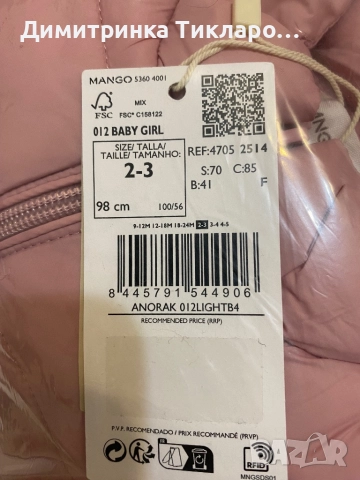 Димитринка Тикларо...
MANGO S360 4001
FSC
MIX
FSC® C158122
012 BABY GIRL
SIZE/ TALLA/
TAILLE/ TAMANHO:
2-3
98 cm
100/56
REF:4705 2514
S:70 C:85
B:41 F
9-12M 12-18M 18-24M 2-3 3-4 4-5
8 445791 544906
ANORAK 012LIGHTB4
RECOMMENDED PRICE (RRP)
P.V.P. RECOMENDADO / PRIX RECOMMANDÉ (PRVP)
RFID
MNGSDS01